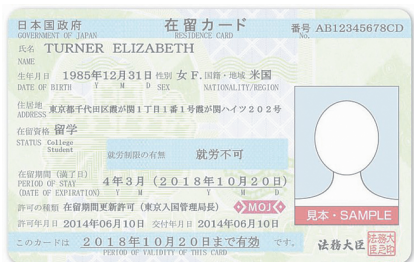 日本国政府 在留カード 番号 AB12345678CD
GOVERNMENT OF JAPAN RESIDENCE CARD No.
氏名 TURNER ELIZABETH
NAME
生年月日 1985年12月31日 性別 女 F. 国籍・地域 米国
DATE OF BIRTH Y M D SEX NATIONALITY/REGION
住居地 東京都千代田区霞が関1丁目1番1号霞が関ハイツ202号
ADDRESS
在留資格 留学
STATUS College Student
就労制限の有無 就労不可
在留期間(満了日) 4年3月(2018年10月20日)
PERIOD OF STAY
(DATE OF EXPIRATION) Y M Y M D
許可の種類 在留期間更新許可(東京入国管理局長) MOJ
許可年月日 2014年06月10日 交付年月日 2014年06月10日
このカードは 2018年10月20日まで有効 です。
PERIOD OF VALIDITY OF THIS CARD
見本・SAMPLE
法務大臣